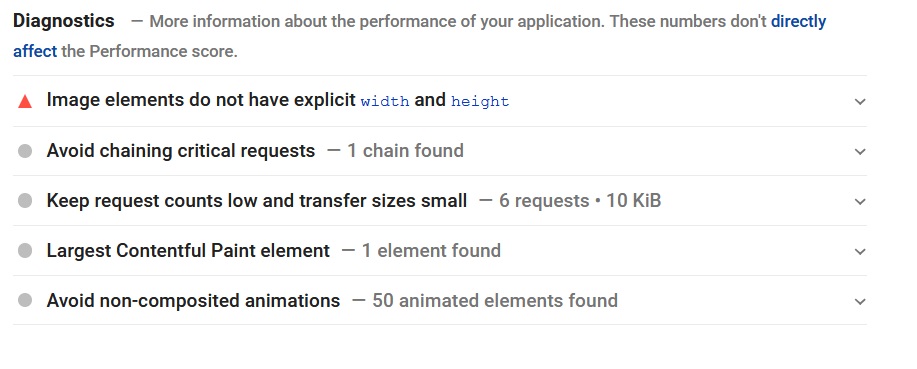 Diagnostics — More information about the performance of your application. These numbers don't directly
affect the Performance score.
Image elements do not have explicit width and height
Avoid chaining critical requests — 1 chain found
Keep request counts low and transfer sizes small — 6 requests • 10 KiB
Largest Contentful Paint element — 1 element found
Avoid non-composited animations — 50 animated elements found